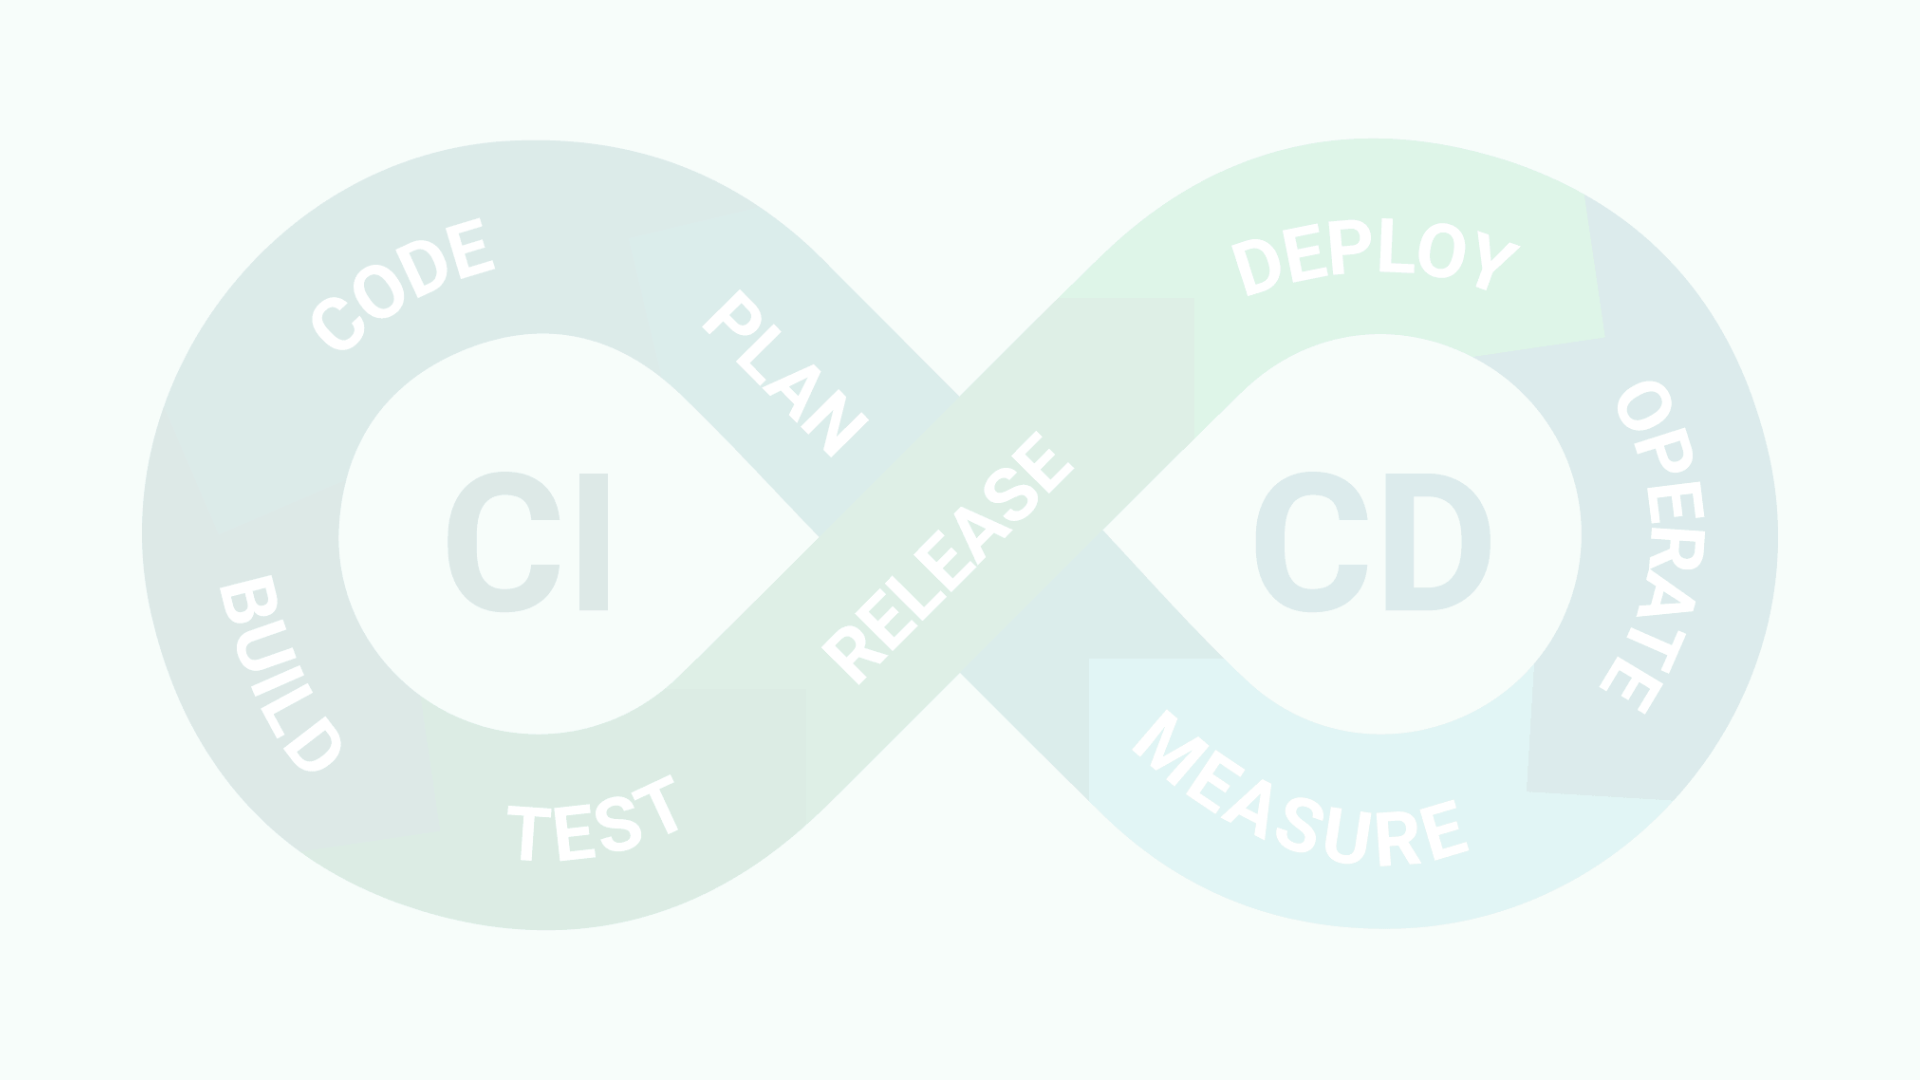 CODE
PLAN
BUILD
TEST
CI
RELEASE
DEPLOY
OPERATE
MEASURE
CD